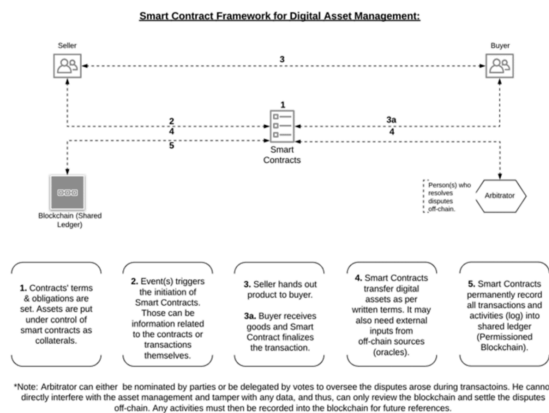 Smart Contract Framework for Digital Asset Management:
Seller
Buyer
3
1
2
3a
4
4
5
Smart
Contracts
Person(s) who
resolves
disputes
off-chain.
Arbitrator
Blockchain (Shared
Ledger)
1. Contracts' terms
& obligations are
set. Assets are put
under control of
smart contracts as
collaterals.
2. Event(s) triggers
the initiation of
Smart Contracts.
Those can be
information related
to the contracts or
transactions
themselves.
3. Seller hands out
product to buyer.
3a. Buyer receives
goods and Smart
Contract finalizes
the transaction.
4. Smart Contracts
transfer digital
assets as per
written terms. It may
also need external
inputs from
off-chain sources
(oracles).
5. Smart Contracts
permanently record
all transactions and
activities (log) into
shared ledger
(Permissioned
Blockchain).
*Note: Arbitrator can either be nominated by parties or be delegated by votes to oversee the disputes arose during transactoins. He canno
directly interfere with the asset management and tamper with any data, and thus, can only review the blockchain and settle the disputes
off-chain. Any activities must then be recorded into the blockchain for future references.